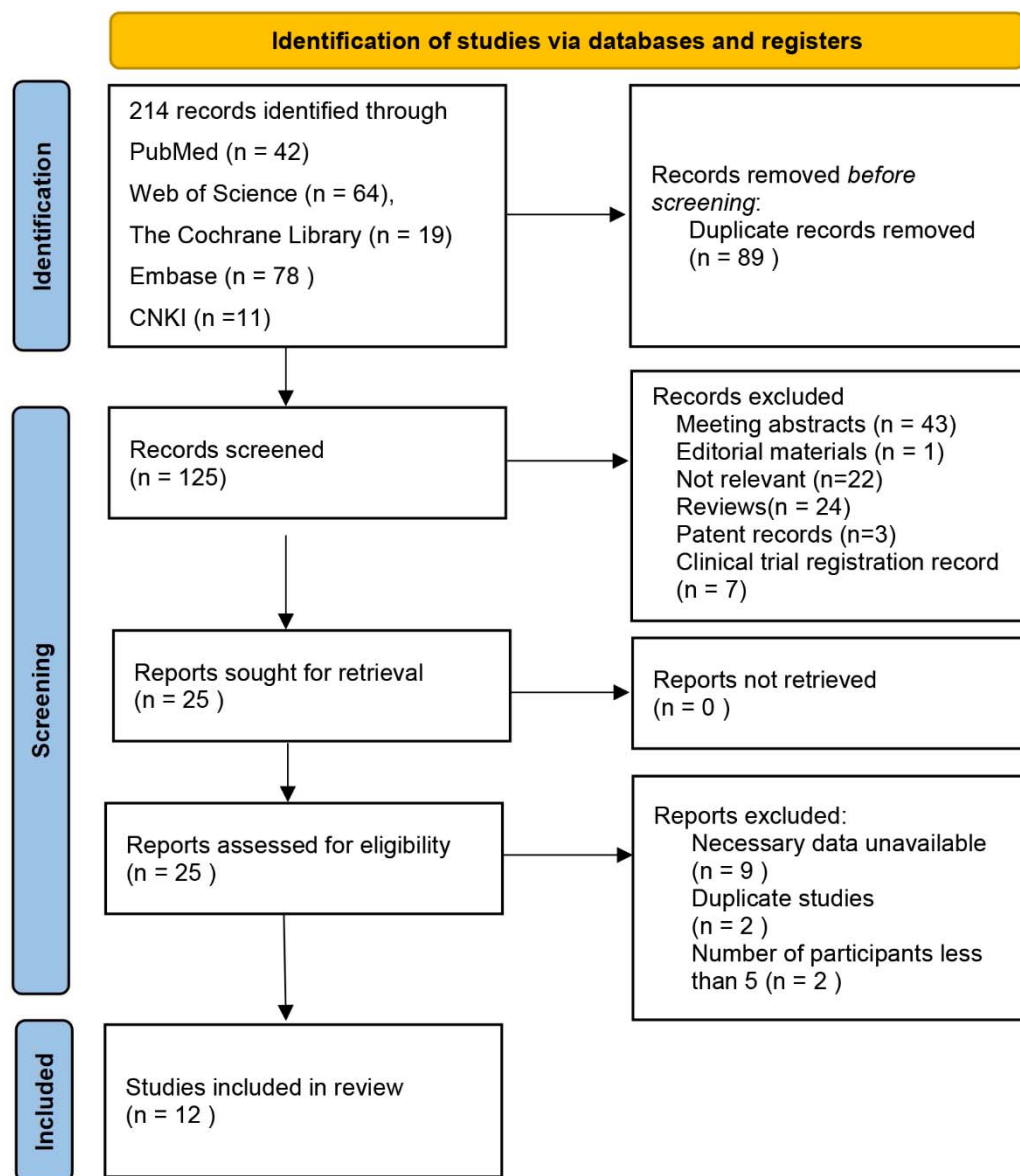 Identification of studies via databases and registers
Identification
214 records identified through
PubMed (n = 42)
Web of Science (n = 64),
The Cochrane Library (n = 19)
Embase (n = 78 )
CNKI (n =11)
Records removed before
screening:
Duplicate records removed
(n = 89 )
Screening
Records screened
(n = 125)
Records excluded
Meeting abstracts (n = 43)
Editorial materials (n = 1)
Not relevant (n=22)
Reviews(n = 24)
Patent records (n=3)
Clinical trial registration record
(n = 7)
Reports sought for retrieval
(n = 25 )
Reports not retrieved
(n = 0 )
Reports assessed for eligibility
(n = 25 )
Reports excluded:
Necessary data unavailable
(n = 9 )
Duplicate studies
(n = 2 )
Number of participants less
than 5 (n = 2 )
Included
Studies included in review
(n = 12 )